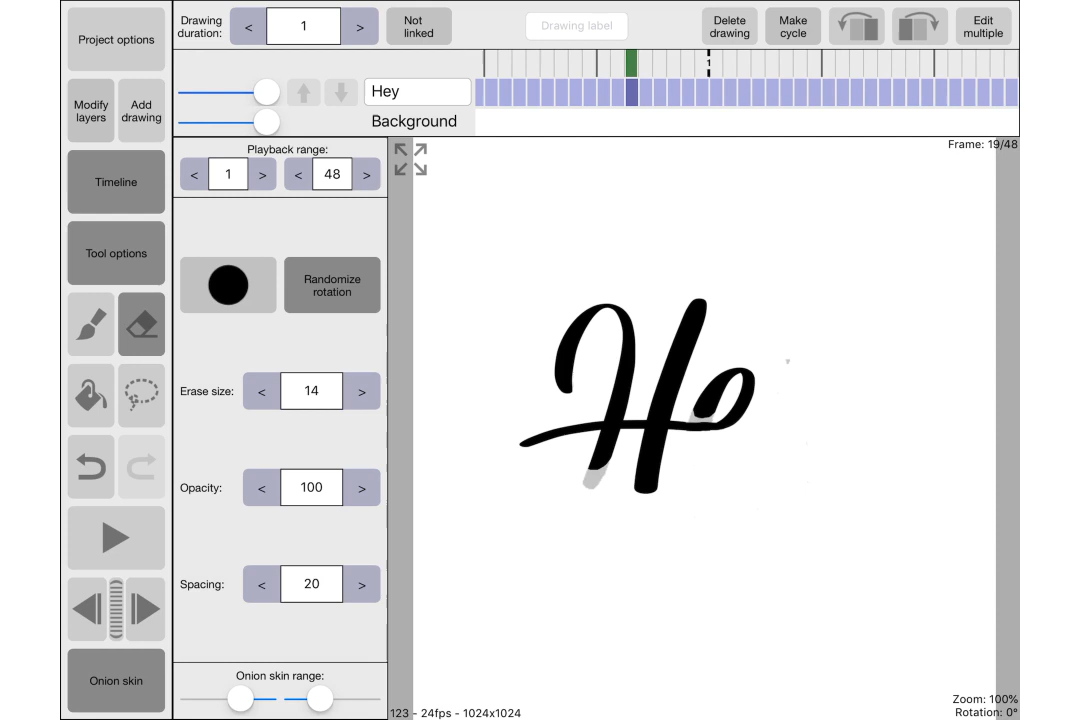 Project options
Drawing duration: < 1 > Not linked Drawing label Delete drawing Make cycle Edit multiple
1
Modify layers Add drawing
Hey
Background
Timeline
Playback range:
< 1 > < 48 >
Frame: 19/48
Tool options
Randomize rotation
He
Erase size: < 14 >
Opacity: < 100 >
Spacing: < 20 >
Onion skin
Onion skin range:
123 - 24fps - 1024x1024
Zoom: 100%
Rotation: 0°